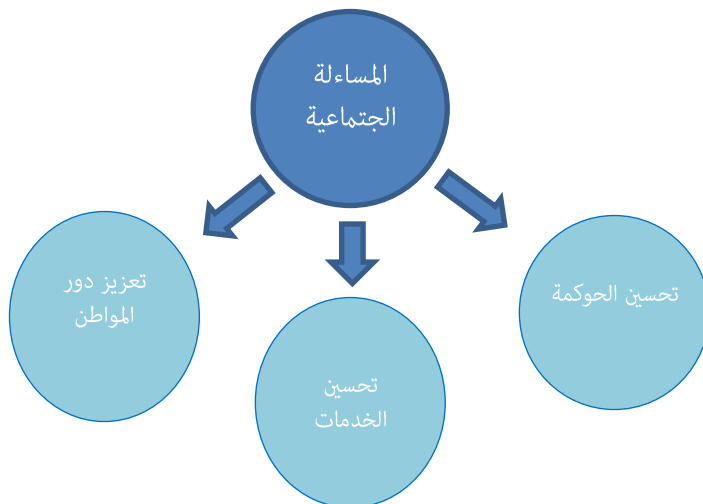 المساءلة
الجتماعية
تحسين الحوكمة
تحسين
الخدمات
تعزيز دور
المواطن